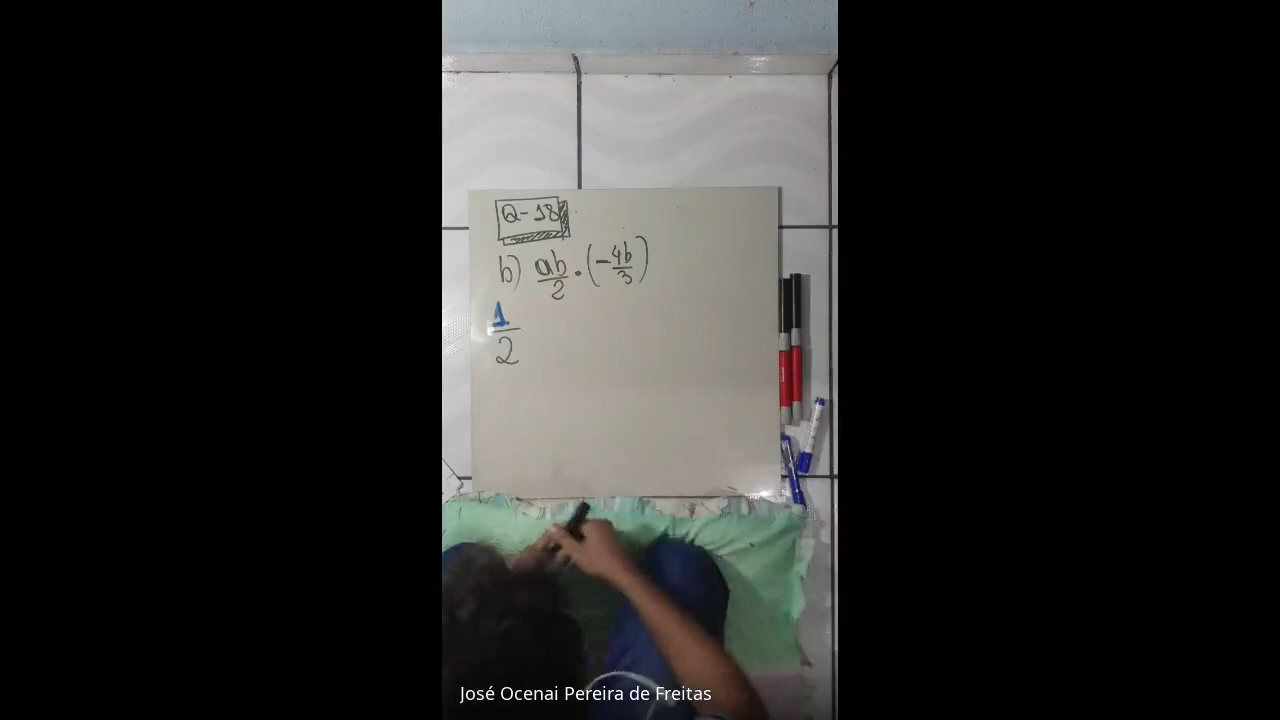 Q-18
b) ab/2 . (-4b/3)
1/2
José Ocenai Pereira de Freitas